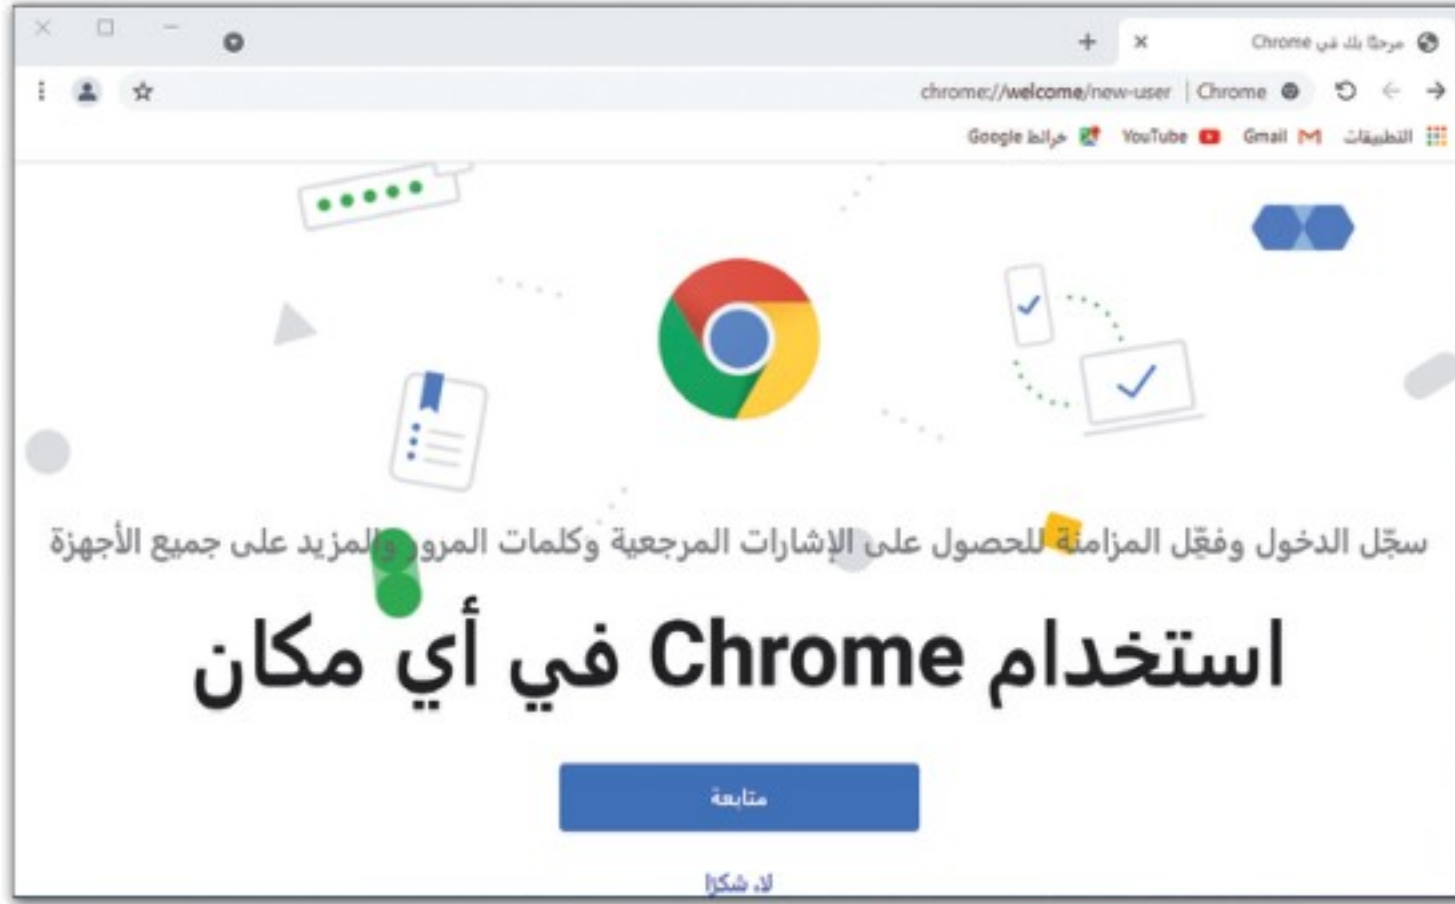 مرحبًا بك في Chrome
chrome://welcome/new-user | Chrome
التطبيقات Gmail YouTube خرائط Google
سجّل الدخول وفعّل المزامنة للحصول على الإشارات المرجعية وكلمات المرور والمزيد على جميع الأجهزة
استخدام Chrome في أي مكان
متابعة
لا، شكرًا